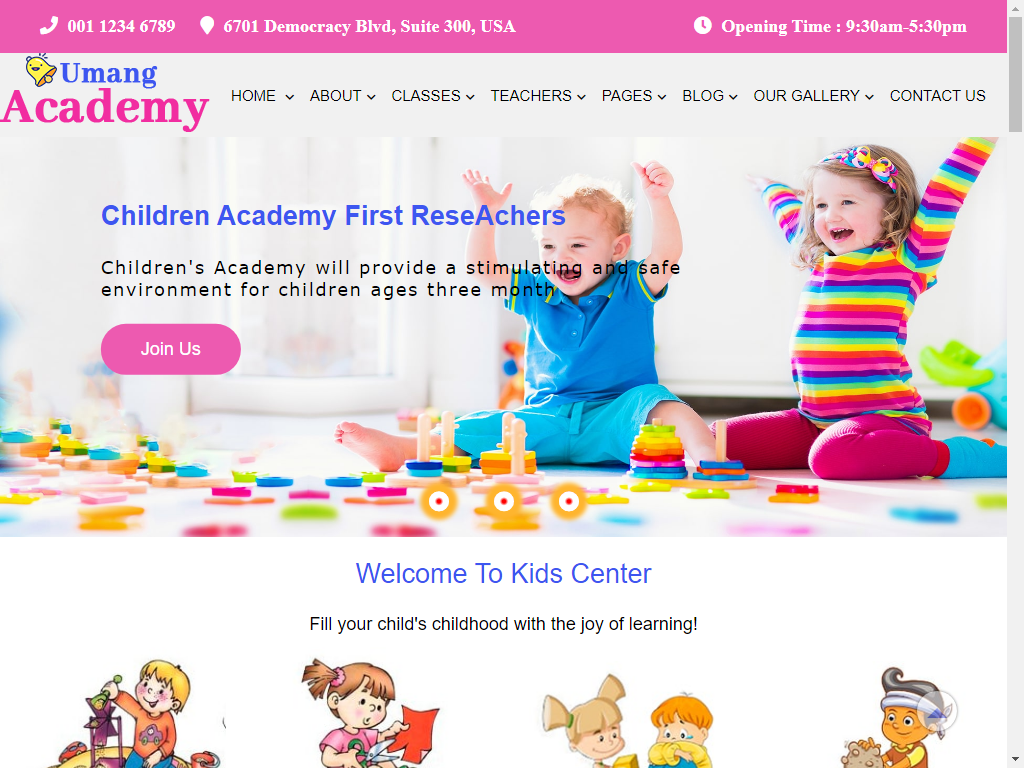 001 1234 6789
6701 Democracy Blvd, Suite 300, USA
Opening Time : 9:30am-5:30pm
Umang
Academy
HOME
ABOUT
CLASSES
TEACHERS
PAGES
BLOG
OUR GALLERY
CONTACT US
Children Academy First ReseAchers
Children's Academy will provide a stimulating and safe
environment for children ages three month
Join Us
Welcome To Kids Center
Fill your child's childhood with the joy of learning!